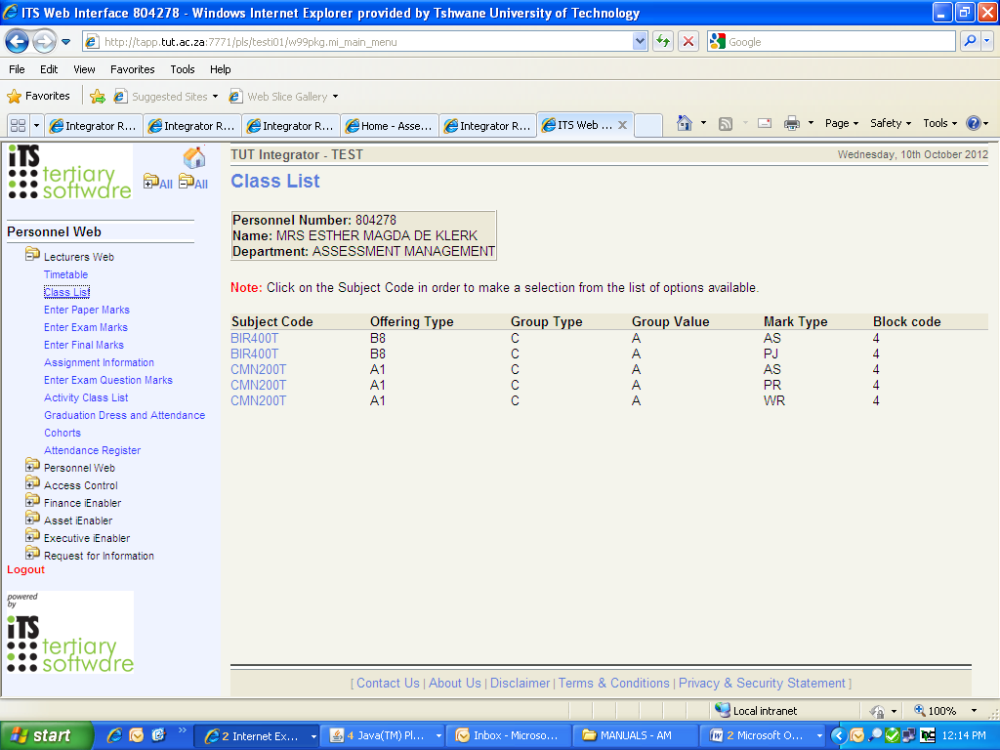 ITS Web Interface 804278 - Windows Internet Explorer provided by Tshwane University of Technology
http://tapp.tut.ac.za:7771/pls/testi01/w99pkg.mi_main_menu
Google
File Edit View Favorites Tools Help
Favorites Suggested Sites Web Slice Gallery
Integrator R... Integrator R... Integrator R... Home - Asse... Integrator R... ITS Web ... Page Safety Tools
iTS tertiary software
All All
TUT Integrator - TEST Wednesday, 10th October 2012
Class List
Personnel Number: 804278
Name: MRS ESTHER MAGDA DE KLERK
Department: ASSESSMENT MANAGEMENT
Note: Click on the Subject Code in order to make a selection from the list of options available.
Subject Code Offering Type Group Type Group Value Mark Type Block code
BIR400T B8 C A AS 4
BIR400T B8 C A PJ 4
CMN200T A1 C A AS 4
CMN200T A1 C A PR 4
CMN200T A1 C A WR 4
Personnel Web
Lecturers Web
Timetable
Class List
Enter Paper Marks
Enter Exam Marks
Enter Final Marks
Assignment Information
Enter Exam Question Marks
Activity Class List
Graduation Dress and Attendance
Cohorts
Attendance Register
Personnel Web
Access Control
Finance iEnabler
Asset iEnabler
Executive iEnabler
Request for Information
Logout
powered
by
iTS
tertiary
software
[ Contact Us | About Us | Disclaimer | Terms & Conditions | Privacy & Security Statement ]
Local intranet 100%
start 2 Internet Ex... 4 Java(TM) Pl... Inbox - Microso... MANUALS - AM 2 Microsoft O... 12:14 PM